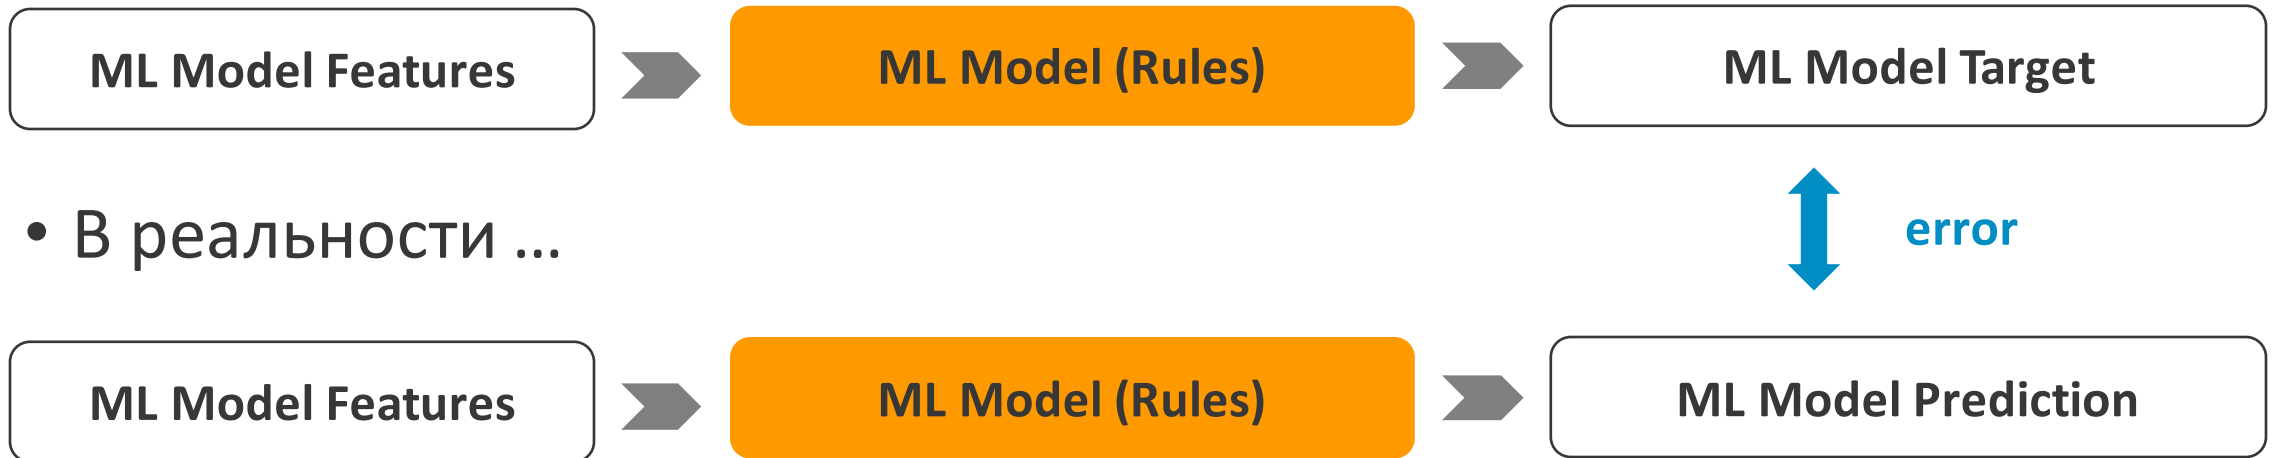 ML Model Features
ML Model (Rules)
ML Model Target
• В реальности ...
error
ML Model Features
ML Model (Rules)
ML Model Prediction